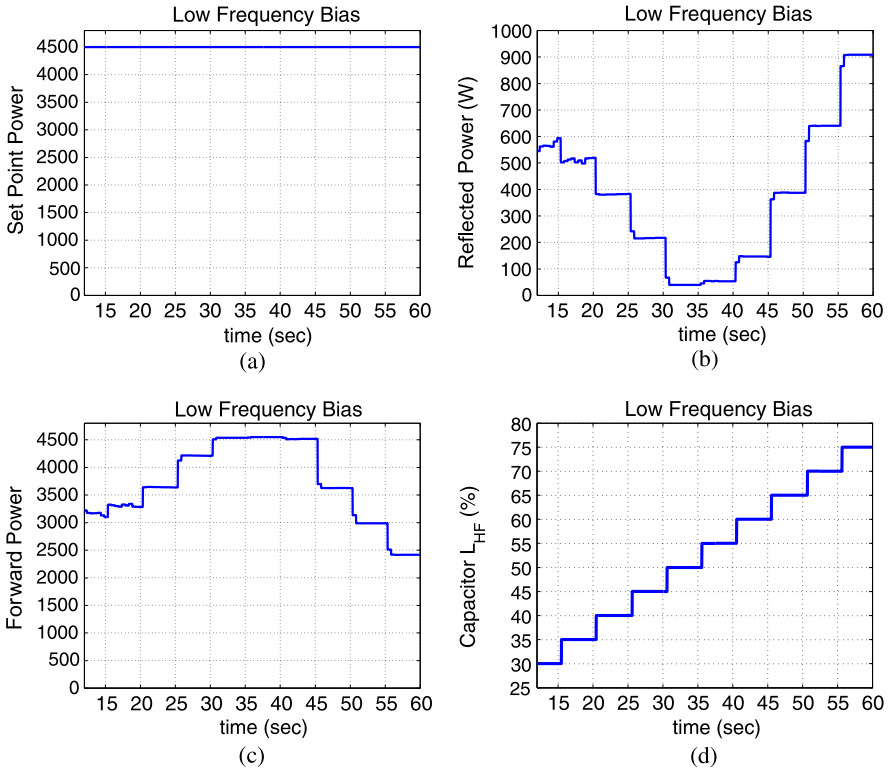 Low Frequency Bias
Set Point Power
4500
4000
3500
3000
2500
2000
1500
1000
500
0
15 20 25 30 35 40 45 50 55 60
time (sec)
(a)
Low Frequency Bias
Reflected Power (W)
1000
900
800
700
600
500
400
300
200
100
0
15 20 25 30 35 40 45 50 55 60
time (sec)
(b)
Low Frequency Bias
Forward Power
4500
4000
3500
3000
2500
2000
1500
1000
500
0
15 20 25 30 35 40 45 50 55 60
time (sec)
(c)
Low Frequency Bias
Capacitor L_HF (%)
80
75
70
65
60
55
50
45
40
35
30
25
15 20 25 30 35 40 45 50 55 60
time (sec)
(d)